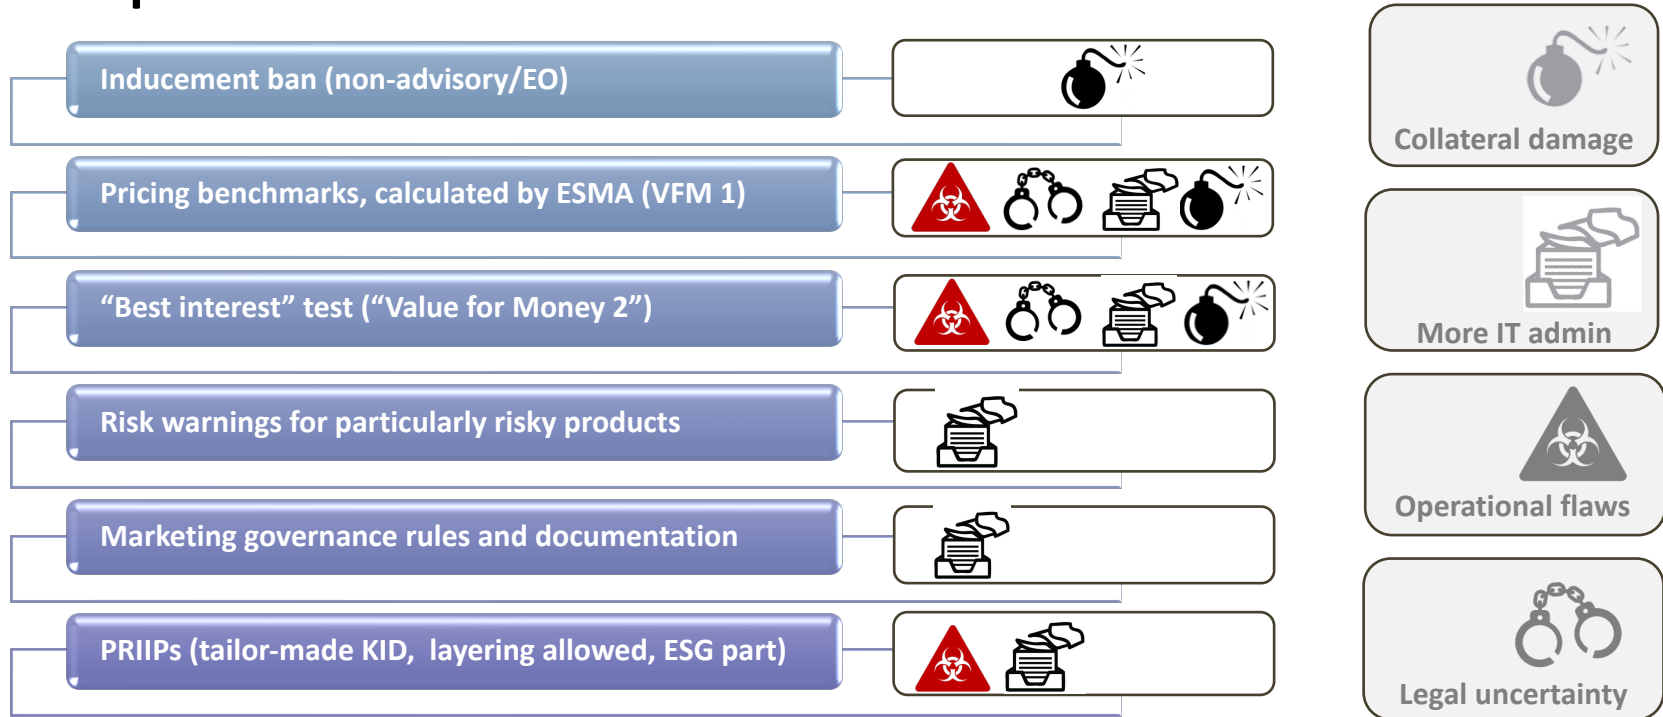 Inducement ban (non-advisory/EO)
Pricing benchmarks, calculated by ESMA (VFM 1)
“Best interest” test (“Value for Money 2”)
Risk warnings for particularly risky products
Marketing governance rules and documentation
PRIIPs (tailor-made KID, layering allowed, ESG part)
Collateral damage
More IT admin
Operational flaws
Legal uncertainty